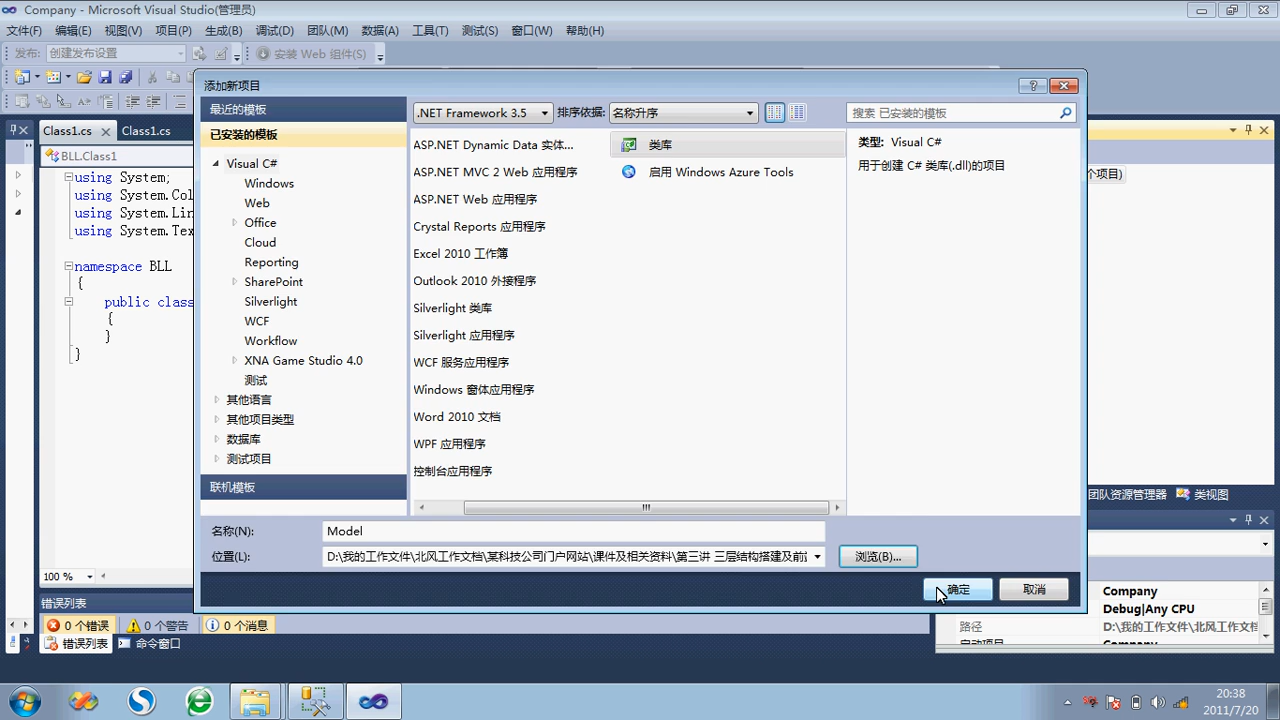 Company - Microsoft Visual Studio(管理员)
文件(F) 编辑(E) 视图(V) 项目(P) 生成(B) 调试(D) 团队(M) 数据(A) 工具(T) 测试(S) 窗口(W) 帮助(H)
发布: 创建发布设置 安装 Web 组件(S)
添加新项目
最近的模板
.NET Framework 3.5 排序依据: 名称升序 搜索 已安装的模板
已安装的模板
Visual C#
Windows
Web
Office
Cloud
Reporting
SharePoint
Silverlight
WCF
Workflow
XNA Game Studio 4.0
测试
其他语言
其他项目类型
数据库
测试项目
联机模板
ASP.NET Dynamic Data 实体...
ASP.NET MVC 2 Web 应用程序
ASP.NET Web 应用程序
Crystal Reports 应用程序
Excel 2010 工作簿
Outlook 2010 外接程序
Silverlight 类库
Silverlight 应用程序
WCF 服务应用程序
Windows 窗体应用程序
Word 2010 文档
WPF 应用程序
控制台应用程序
类库
启用 Windows Azure Tools
类型: Visual C#
用于创建 C# 类库(.dll)的项目
名称(N): Model
位置(L): D:\我的工作文件\北风工作文档\某科技公司门户网站\课件及相关资料\第三讲 三层结构搭建及前 浏览(B)...
确定 取消
Class1.cs Class1.cs
BLL.Class1
using System;
using System.Col
using System.Lin
using System.Tex
namespace BLL
{
public class
{
}
}
100 %
个项目)
团队资源管理器 类视图
错误列表
0 个错误 0 个警告 0 个消息
错误列表 命令窗口
Company
Debug|Any CPU
路径 D:\我的工作文件\北风工作文档
20:38
2011/7/20